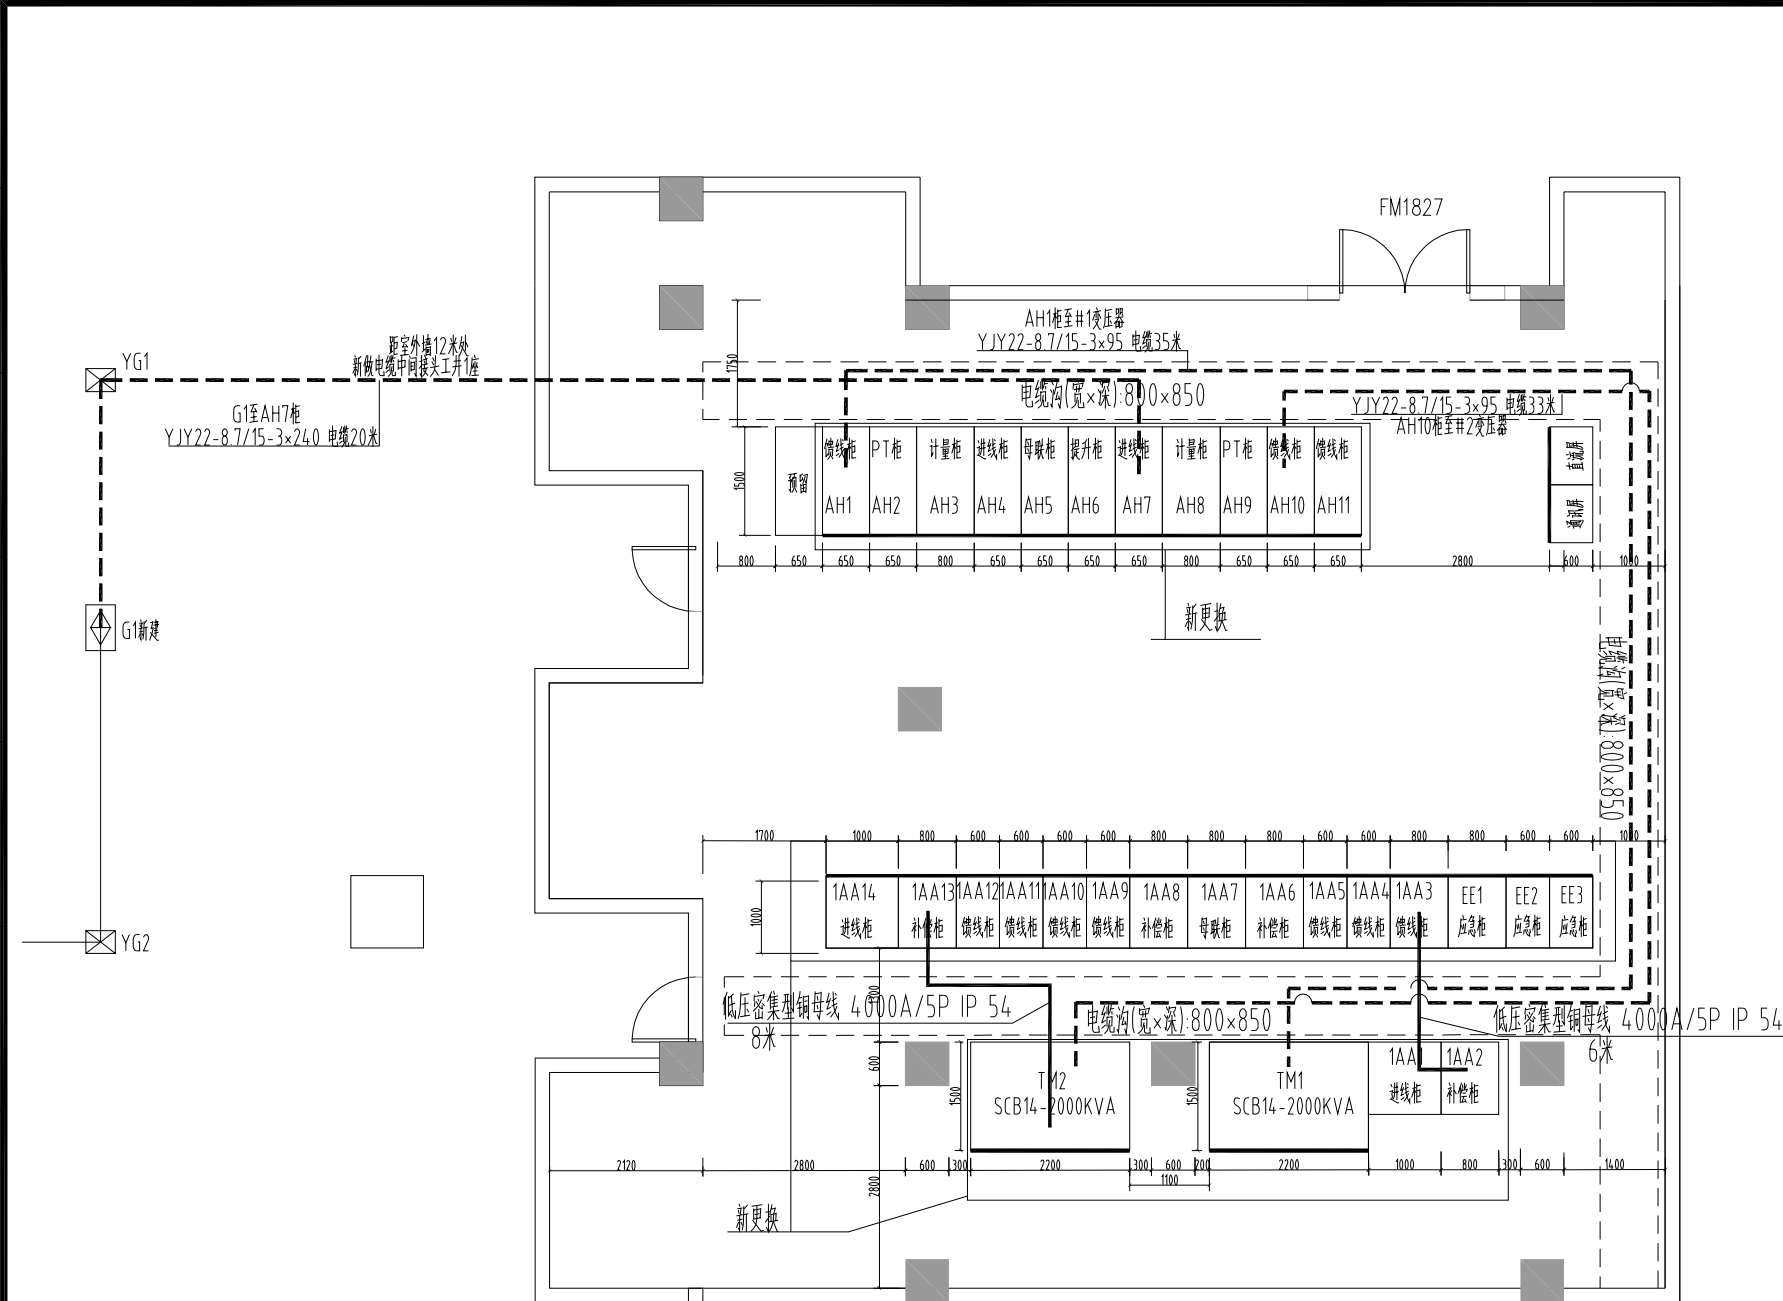 FM1827
AH1柜至#1变压器
YJY22-8.7/15-3×95 电缆35米
距室外墙12米处
新做电缆中间接头工井1座
YG1
1750
电缆沟(宽×深):800×850
G1至AH7柜
YJY22-8.7/15-3×240 电缆20米
YJY22-8.7/15-3×95 电缆33米
AH10柜至#2变压器
馈线柜 PT柜 计量柜 进线柜 母联柜 提升柜 进线柜 计量柜 PT柜 馈线柜 馈线柜
直流屏
1500
预留
AH1 AH2 AH3 AH4 AH5 AH6 AH7 AH8 AH9 AH10 AH11
通讯屏
800 650 650 650 800 650 650 650 650 800 650 650 650 2800 600 1000
G1新建
新更换
电缆沟(宽×深):800×850
1700 1000 800 600 600 600 600 800 800 800 600 600 800 800 600 600 1000
1AA14 1AA13 1AA12 1AA11 1AA10 1AA9 1AA8 1AA7 1AA6 1AA5 1AA4 1AA3 EE1 EE2 EE3
1000
进线柜 补偿柜 馈线柜 馈线柜 馈线柜 馈线柜 补偿柜 母联柜 补偿柜 馈线柜 馈线柜 馈线柜 应急柜 应急柜 应急柜
YG2
低压密集型铜母线 4000A/5P IP 54
8米
电缆沟(宽×深):800×850
低压密集型铜母线 4000A/5P IP 54
6米
600
1500
TM2
SCB14-2000KVA
1500
TM1
SCB14-2000KVA
1AA1 1AA2
进线柜 补偿柜
2120 2800 600 300 2200 300 600 200 2200 1000 800 300 600 1400
1100
2800
新更换